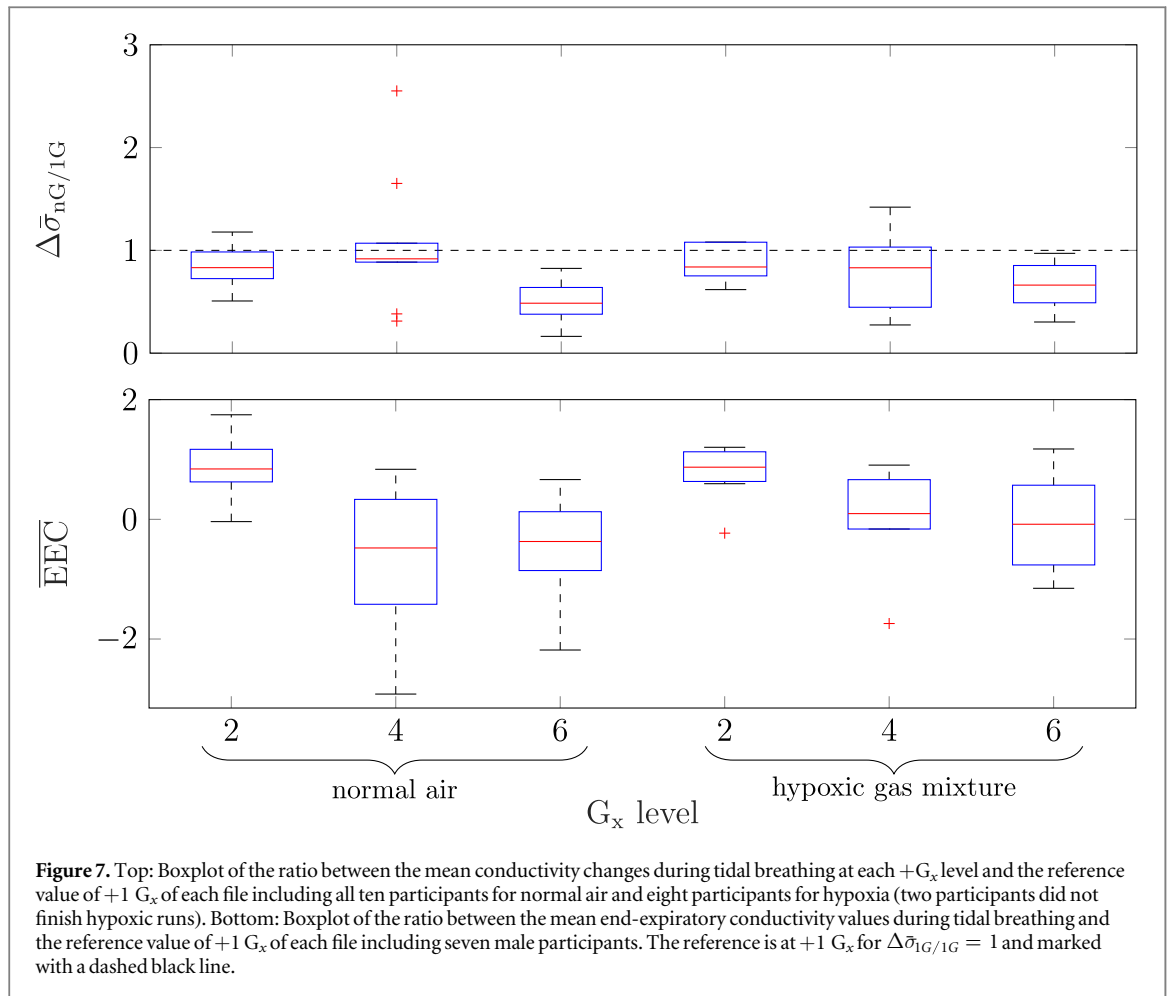 3
2
1
0
Δσ̄nG/1G
2
0
−2
EEC
2 4 6 2 4 6
normal air hypoxic gas mixture
Gx level
Figure 7. Top: Boxplot of the ratio between the mean conductivity changes during tidal breathing at each +Gx level and the reference
value of +1 Gx of each file including all ten participants for normal air and eight participants for hypoxia (two participants did not
finish hypoxic runs). Bottom: Boxplot of the ratio between the mean end-expiratory conductivity values during tidal breathing and
the reference value of +1 Gx of each file including seven male participants. The reference is at +1 Gx for Δσ̄1G/1G = 1 and marked
with a dashed black line.